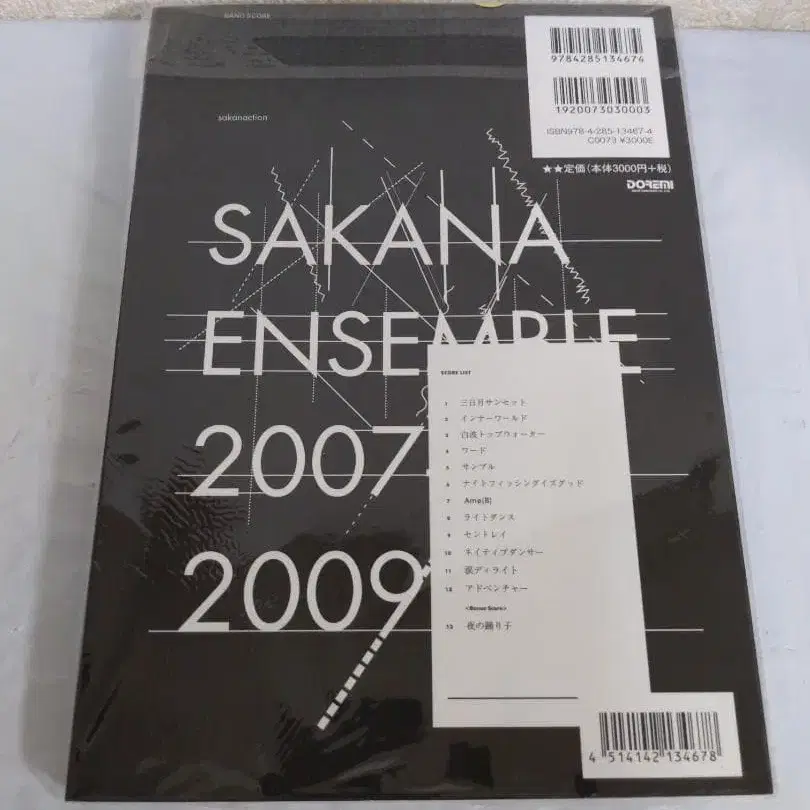 BAND SCORE
9784285134674
1920073030003
ISBN978-4-285-13467-4
C0073 ¥3000E
★★定価(本体3000円+税)
DOREMI
sakanaction
SAKANA
ENSEMBLE
2007
2009
SCORE LIST
1 三日月サンセット
2 インナーワールド
3 白波トップウォーター
4 ワード
5 サンプル
6 ナイトフィッシングイズグッド
7 Ame(B)
8 ライトダンス
9 セントレイ
10 ネイティブダンサー
11 涙ディライト
12 アドベンチャー
<Bonus Score>
13 夜の踊り子
4 514142 134678